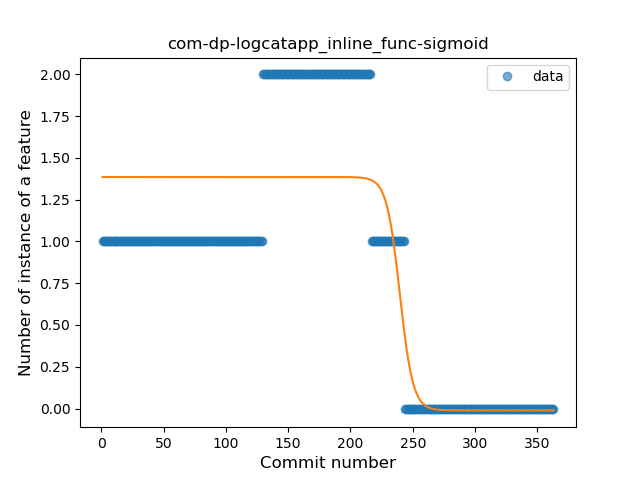 com-dp-logcatapp_inline_func-sigmoid
data
2.00
1.75
1.50
1.25
1.00
0.75
0.50
0.25
0.00
Number of instance of a feature
0 50 100 150 200 250 300 350
Commit number